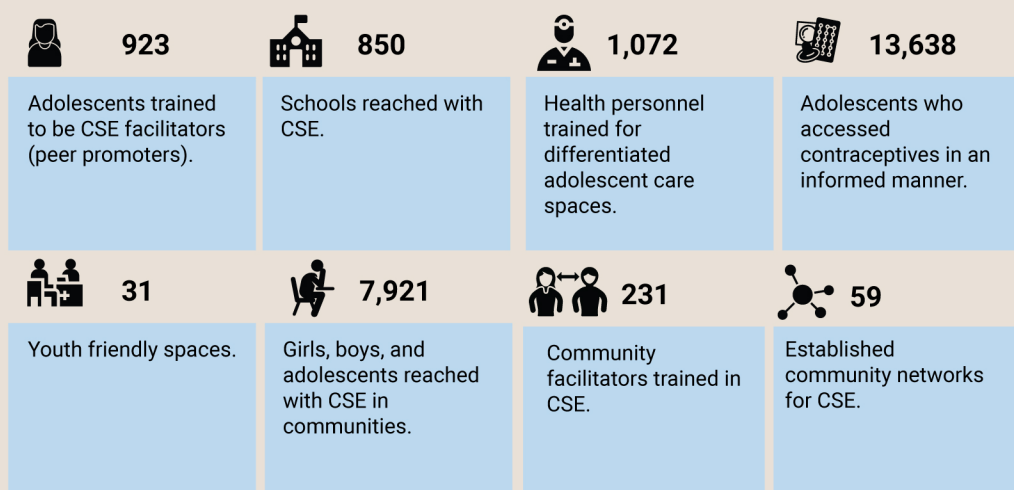 923
Adolescents trained
to be CSE facilitators
(peer promoters).
850
Schools reached with
CSE.
1,072
Health personnel
trained for
differentiated
adolescent care
spaces.
13,638
Adolescents who
accessed
contraceptives in an
informed manner.
31
Youth friendly spaces.
7,921
Girls, boys, and
adolescents reached
with CSE in
communities.
231
Community
facilitators trained in
CSE.
59
Established
community networks
for CSE.